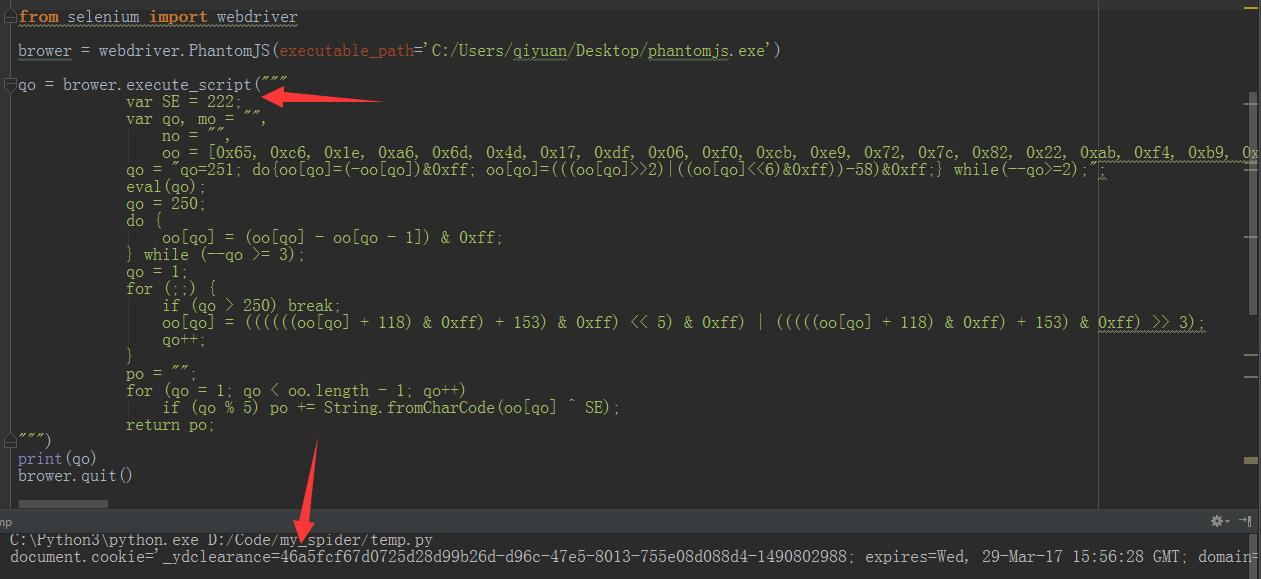 from selenium import webdriver
brower = webdriver.PhantomJS(executable_path='C:/Users/qiyuan/Desktop/phantomjs.exe')
qo = brower.execute_script("""
var SE = 222;
var qo, mo = "",
no = "",
oo = [0x65, 0xc6, 0x1e, 0xa6, 0x6d, 0x4d, 0x17, 0xdf, 0x06, 0xf0, 0xcb, 0xe9, 0x72, 0x7c, 0x82, 0x22, 0xab, 0xf4, 0xb9, 0x
qo = "qo=251; do{oo[qo]=(-oo[qo])&0xff; oo[qo]=(((oo[qo]>>2)|((oo[qo]<<6)&0xff))-58)&0xff;} while(--qo>=2);";
eval(qo);
qo = 250;
do {
oo[qo] = (oo[qo] - oo[qo - 1]) & 0xff;
} while (--qo >= 3);
qo = 1;
for (;;) {
if (qo > 250) break;
oo[qo] = ((((((oo[qo] + 118) & 0xff) + 153) & 0xff) << 5) & 0xff) | (((((oo[qo] + 118) & 0xff) + 153) & 0xff) >> 3);
qo++;
}
po = "";
for (qo = 1; qo < oo.length - 1; qo++)
if (qo % 5) po += String.fromCharCode(oo[qo] ^ SE);
return po;
""")
print(qo)
brower.quit()
mp
C:\Python3\python.exe D:/Code/my_spider/temp.py
document.cookie='_ydclearance=46a5fcf67d0725d28d99b26d-d96c-47e5-8013-755e08d088d4-1490802988; expires=Wed, 29-Mar-17 15:56:28 GMT; domain=